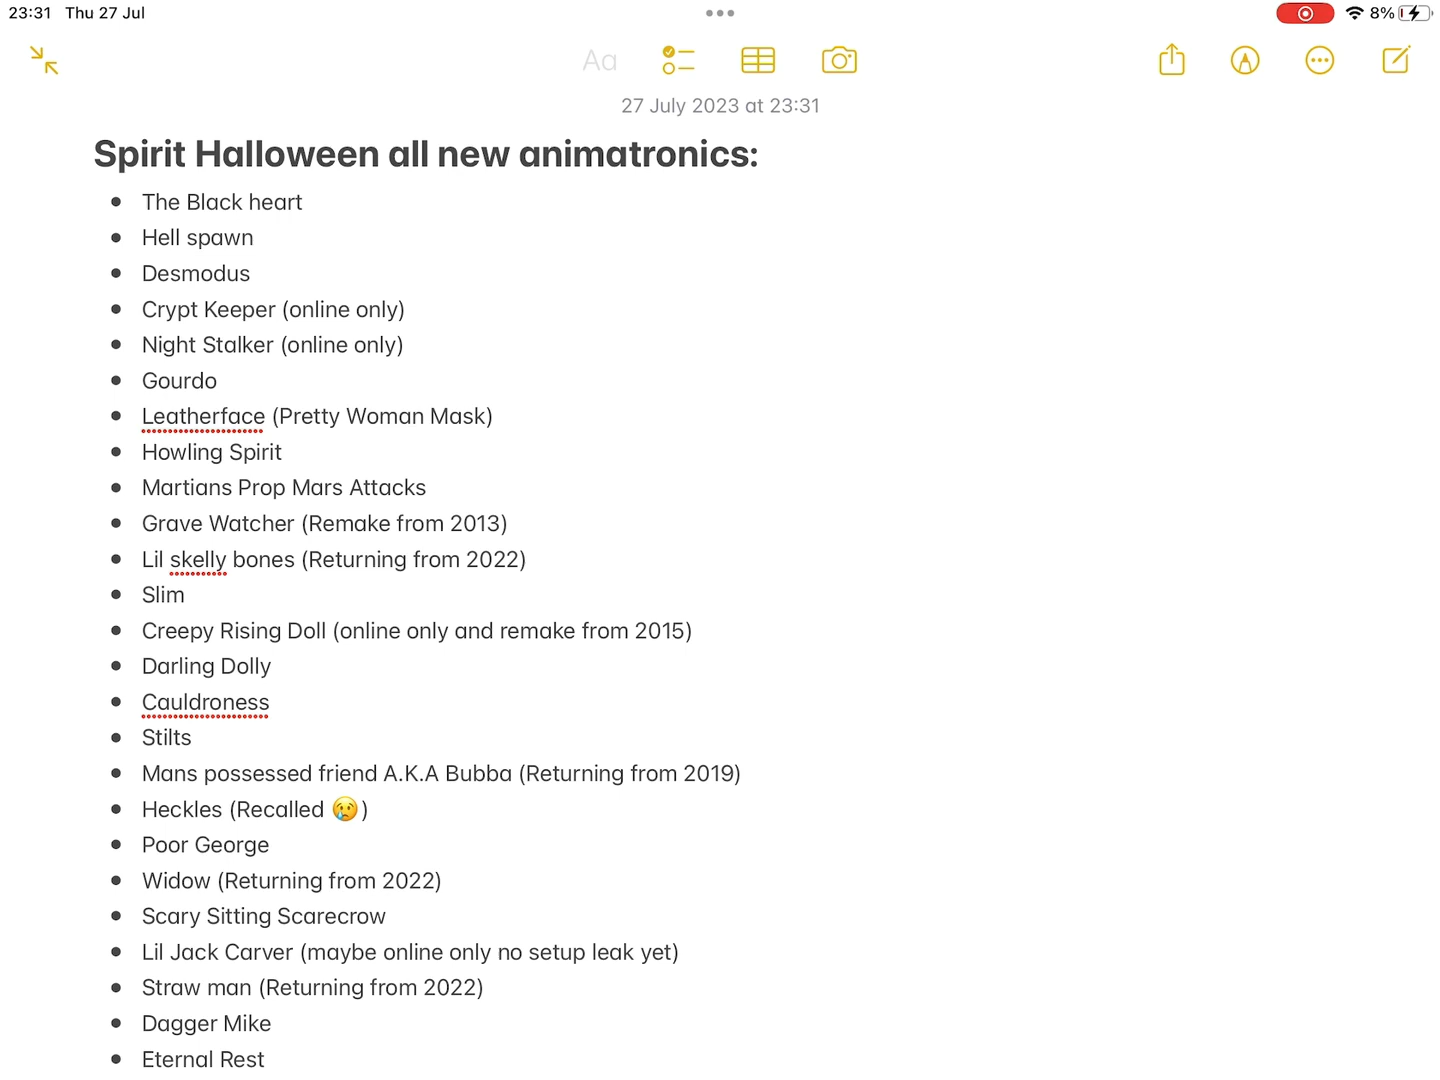 23:31 Thu 27 Jul
8%
Aa
27 July 2023 at 23:31
Spirit Halloween all new animatronics:
• The Black heart
• Hell spawn
• Desmodus
• Crypt Keeper (online only)
• Night Stalker (online only)
• Gourdo
• Leatherface (Pretty Woman Mask)
• Howling Spirit
• Martians Prop Mars Attacks
• Grave Watcher (Remake from 2013)
• Lil skelly bones (Returning from 2022)
• Slim
• Creepy Rising Doll (online only and remake from 2015)
• Darling Dolly
• Cauldroness
• Stilts
• Mans possessed friend A.K.A Bubba (Returning from 2019)
• Heckles (Recalled 😢)
• Poor George
• Widow (Returning from 2022)
• Scary Sitting Scarecrow
• Lil Jack Carver (maybe online only no setup leak yet)
• Straw man (Returning from 2022)
• Dagger Mike
• Eternal Rest